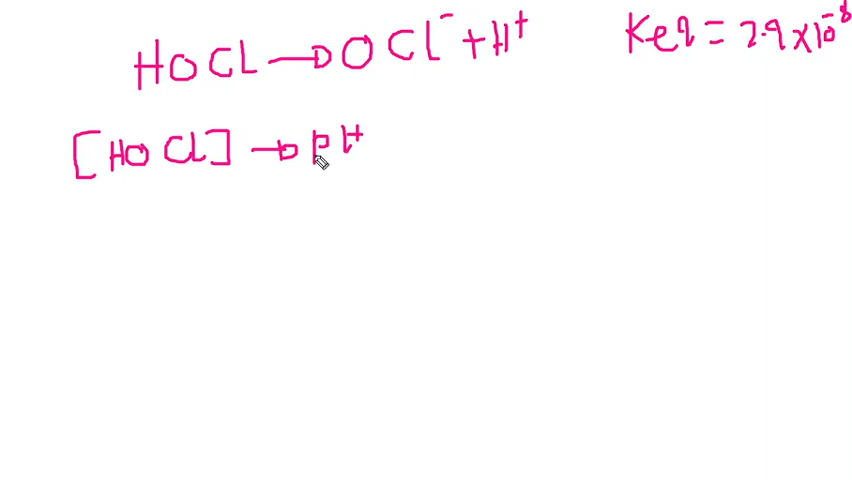 HOCl → OCl⁻ + H⁺ Keq = 2.9 × 10⁻⁸
[HOCl] → PH